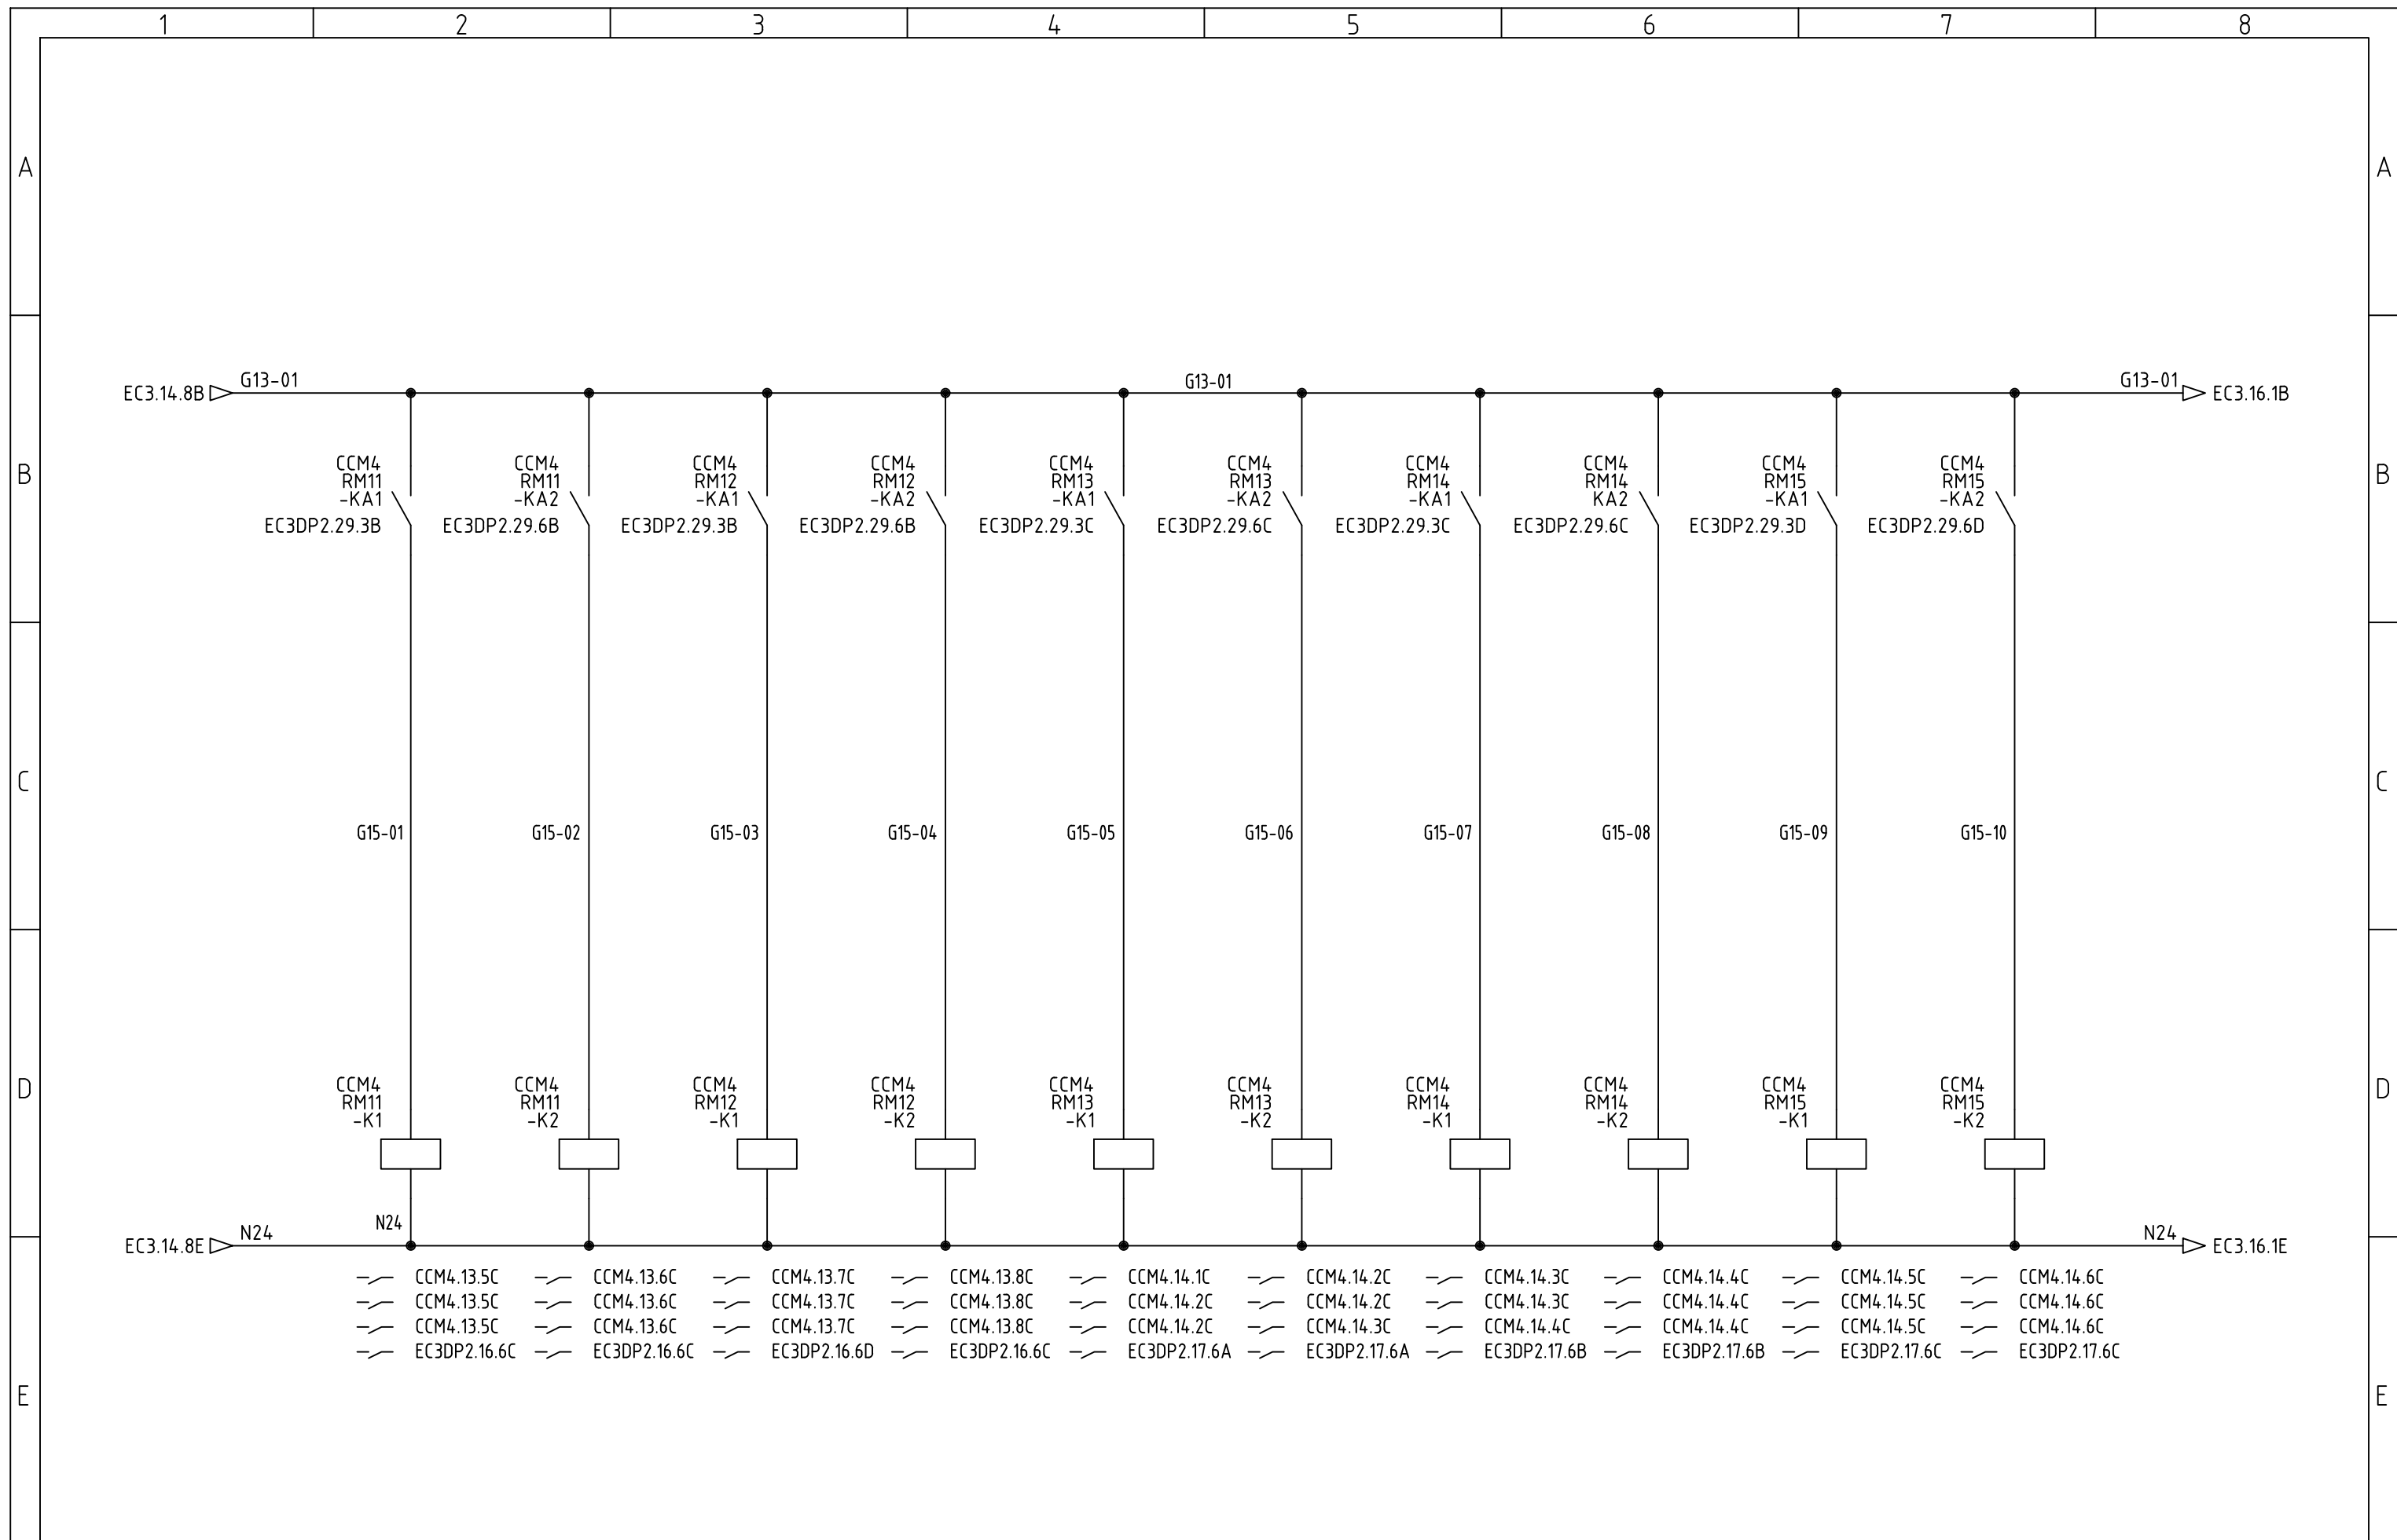 1 2 3 4 5 6 7 8
A A
G13-01 G13-01 G13-01
EC3.14.8B EC3.16.1B
CCM4 CCM4 CCM4 CCM4 CCM4 CCM4 CCM4 CCM4 CCM4 CCM4
B B
RM11 RM11 RM12 RM12 RM13 RM13 RM14 RM14 RM15 RM15
-KA1 -KA2 -KA1 -KA2 -KA1 -KA2 -KA1 KA2 -KA1 -KA2
EC3DP2.29.3B EC3DP2.29.6B EC3DP2.29.3B EC3DP2.29.6B EC3DP2.29.3C EC3DP2.29.6C EC3DP2.29.3C EC3DP2.29.6C EC3DP2.29.3D EC3DP2.29.6D
C C
G15-01 G15-02 G15-03 G15-04 G15-05 G15-06 G15-07 G15-08 G15-09 G15-10
CCM4 CCM4 CCM4 CCM4 CCM4 CCM4 CCM4 CCM4 CCM4 CCM4
D D
RM11 RM11 RM12 RM12 RM13 RM13 RM14 RM14 RM15 RM15
-K1 -K2 -K1 -K2 -K1 -K2 -K1 -K2 -K1 -K2
N24 N24 N24
EC3.14.8E EC3.16.1E
CCM4.13.5C CCM4.13.6C CCM4.13.7C CCM4.13.8C CCM4.14.1C CCM4.14.2C CCM4.14.3C CCM4.14.4C CCM4.14.5C CCM4.14.6C
CCM4.13.5C CCM4.13.6C CCM4.13.7C CCM4.13.8C CCM4.14.2C CCM4.14.2C CCM4.14.3C CCM4.14.4C CCM4.14.5C CCM4.14.6C
CCM4.13.5C CCM4.13.6C CCM4.13.7C CCM4.13.8C CCM4.14.2C CCM4.14.3C CCM4.14.4C CCM4.14.4C CCM4.14.5C CCM4.14.6C
EC3DP2.16.6C EC3DP2.16.6C EC3DP2.16.6D EC3DP2.16.6C EC3DP2.17.6A EC3DP2.17.6A EC3DP2.17.6B EC3DP2.17.6B EC3DP2.17.6C EC3DP2.17.6C
E E